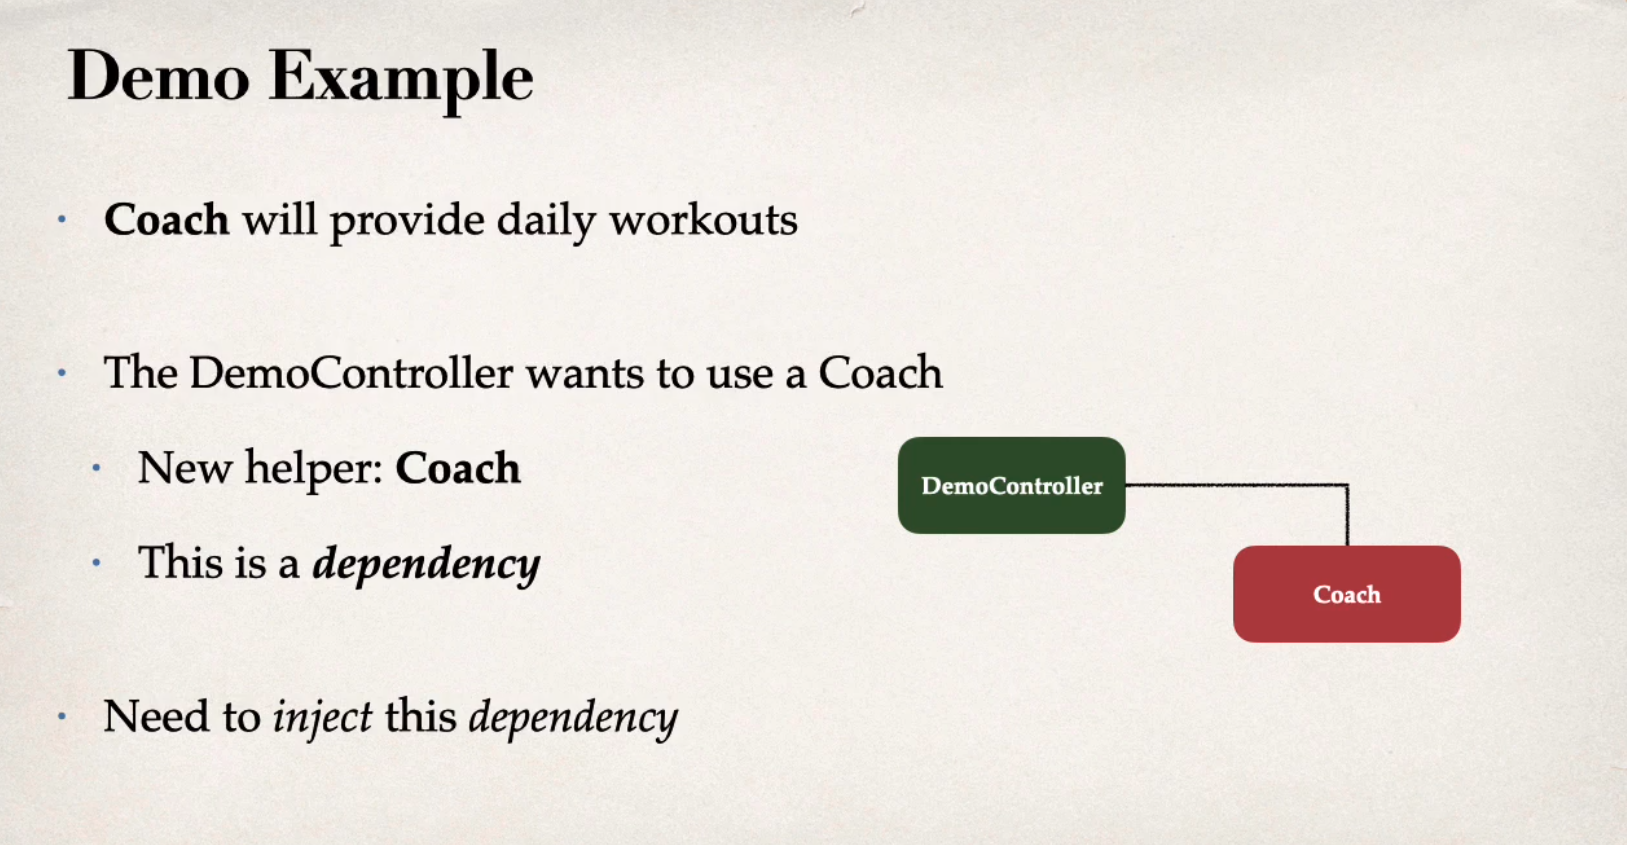 Demo Example
• Coach will provide daily workouts
• The DemoController wants to use a Coach
• New helper: Coach
• This is a dependency
DemoController
Coach
• Need to inject this dependency